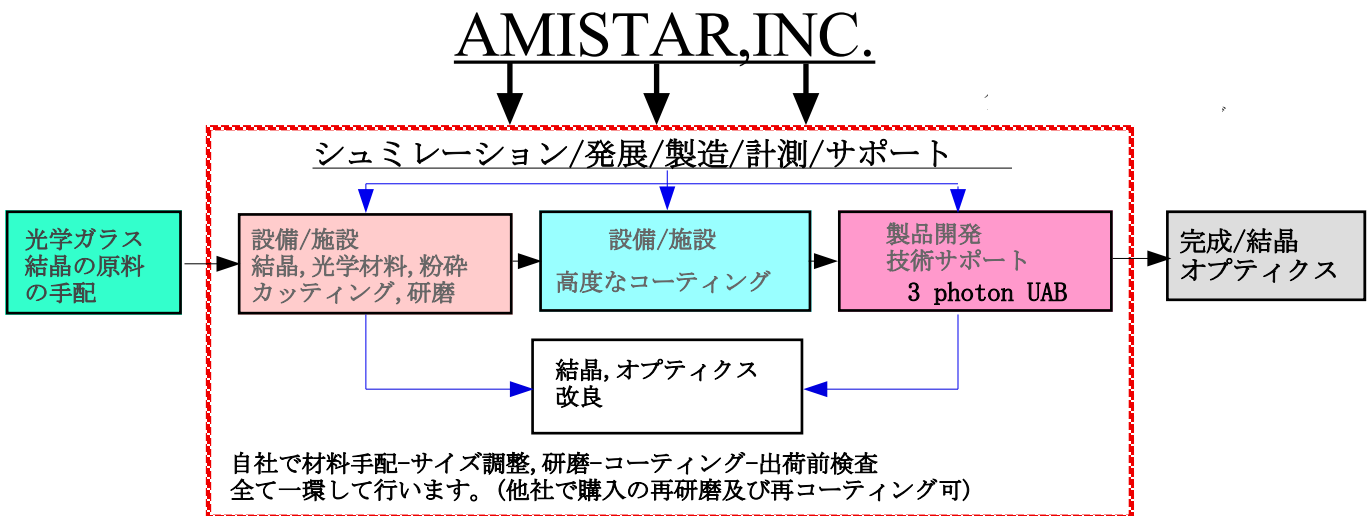 AMISTAR,INC.
シュミレーション/発展/製造/計測/サポート
光学ガラス
結晶の原料
の手配
設備/施設
結晶,光学材料,粉砕
カッティング,研磨
設備/施設
高度なコーティング
製品開発
技術サポート
3 photon UAB
完成/結晶
オプティクス
結晶,オプティクス
改良
自社で材料手配-サイズ調整,研磨-コーティング-出荷前検査
全て一環して行います。(他社で購入の再研磨及び再コーティング可)